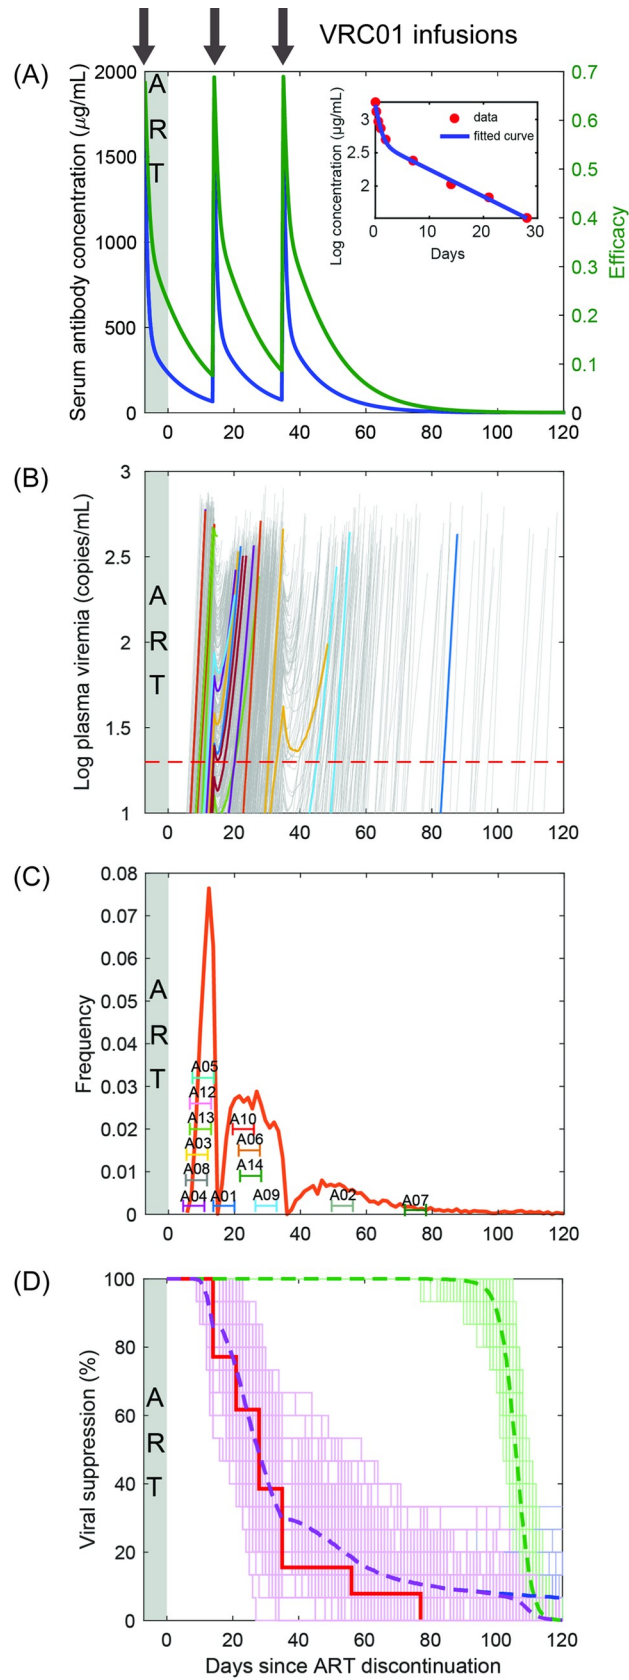 VRC01 infusions
(A)
Serum antibody concentration (μg/mL)
2000
1500
1000
500
0
A
R
T
Log concentration (μg/mL)
3
2.5
2
data
fitted curve
0
10
20
30
Days
0.7
0.6
0.5
0.4
0.3
0.2
0.1
0
Efficacy
0 20 40 60 80 100 120
(B)
Log plasma viremia (copies/mL)
3
2.5
2
1.5
1
A
R
T
0 20 40 60 80 100 120
(C)
Frequency
0.08
0.07
0.06
0.05
0.04
0.03
0.02
0.01
0
A
R
T
A05
A12
A13
A03
A08
A04
A01
A10
A06
A14
A09
A02
A07
0 20 40 60 80 100 120
(D)
Viral suppression (%)
100
80
60
40
20
0
A
R
T
0 20 40 60 80 100 120
Days since ART discontinuation